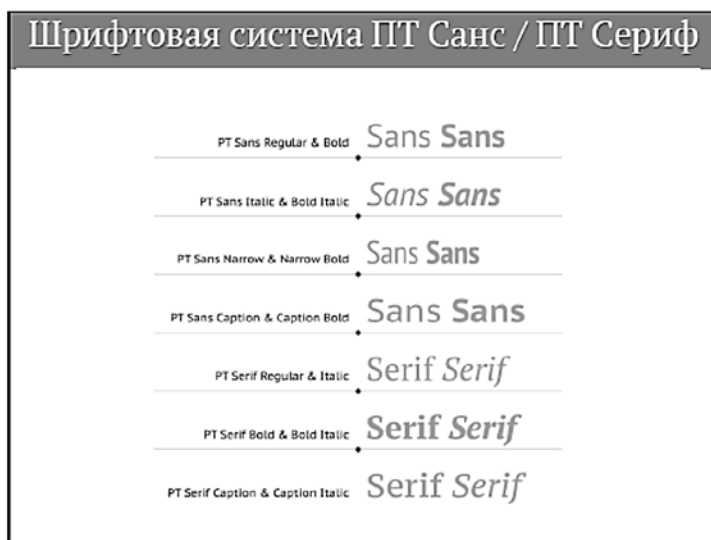 Шрифтовая система ПТ Санс / ПТ Сериф
PT Sans Regular & Bold Sans Sans
PT Sans Italic & Bold Italic Sans Sans
PT Sans Narrow & Narrow Bold Sans Sans
PT Sans Caption & Caption Bold Sans Sans
PT Serif Regular & Italic Serif Serif
PT Serif Bold & Bold Italic Serif Serif
PT Serif Caption & Caption Italic Serif Serif